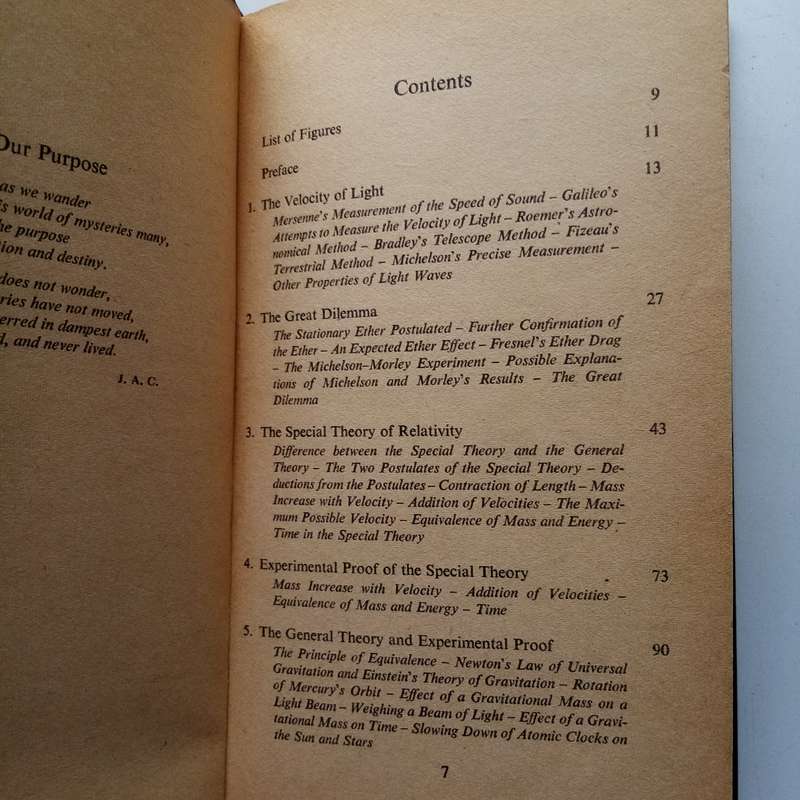 Our Purpose
as we wander
s world of mysteries many,
he purpose
ion and destiny.
does not wonder,
ries have not moved,
erred in dampest earth,
d, and never lived.
J. A. C.
Contents
List of Figures 9
Preface 11
1. The Velocity of Light 13
Mersenne's Measurement of the Speed of Sound – Galileo's
Attempts to Measure the Velocity of Light – Roemer's Astro-
nomical Method – Bradley's Telescope Method – Fizeau's
Terrestrial Method – Michelson's Precise Measurement –
Other Properties of Light Waves
2. The Great Dilemma 27
The Stationary Ether Postulated – Further Confirmation of
the Ether – An Expected Ether Effect – Fresnel's Ether Drag
– The Michelson–Morley Experiment – Possible Explana-
tions of Michelson and Morley's Results – The Great
Dilemma
3. The Special Theory of Relativity 43
Difference between the Special Theory and the General
Theory – The Two Postulates of the Special Theory – De-
ductions from the Postulates – Contraction of Length – Mass
Increase with Velocity – Addition of Velocities – The Maxi-
mum Possible Velocity – Equivalence of Mass and Energy –
Time in the Special Theory
4. Experimental Proof of the Special Theory 73
Mass Increase with Velocity – Addition of Velocities –
Equivalence of Mass and Energy – Time
5. The General Theory and Experimental Proof 90
The Principle of Equivalence – Newton's Law of Universal
Gravitation and Einstein's Theory of Gravitation – Rotation
of Mercury's Orbit – Effect of a Gravitational Mass on a
Light Beam – Weighing a Beam of Light – Effect of a Gravi-
tational Mass on Time – Slowing Down of Atomic Clocks on
the Sun and Stars
7